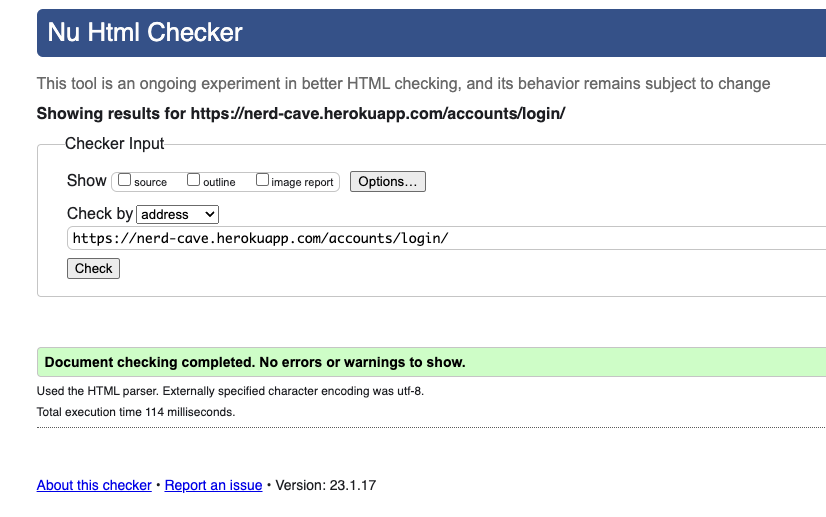 Nu Html Checker
This tool is an ongoing experiment in better HTML checking, and its behavior remains subject to change
Showing results for https://nerd-cave.herokuapp.com/accounts/login/
Checker Input
Show source outline image report Options...
Check by address
https://nerd-cave.herokuapp.com/accounts/login/
Check
Document checking completed. No errors or warnings to show.
Used the HTML parser. Externally specified character encoding was utf-8.
Total execution time 114 milliseconds.
About this checker • Report an issue • Version: 23.1.17